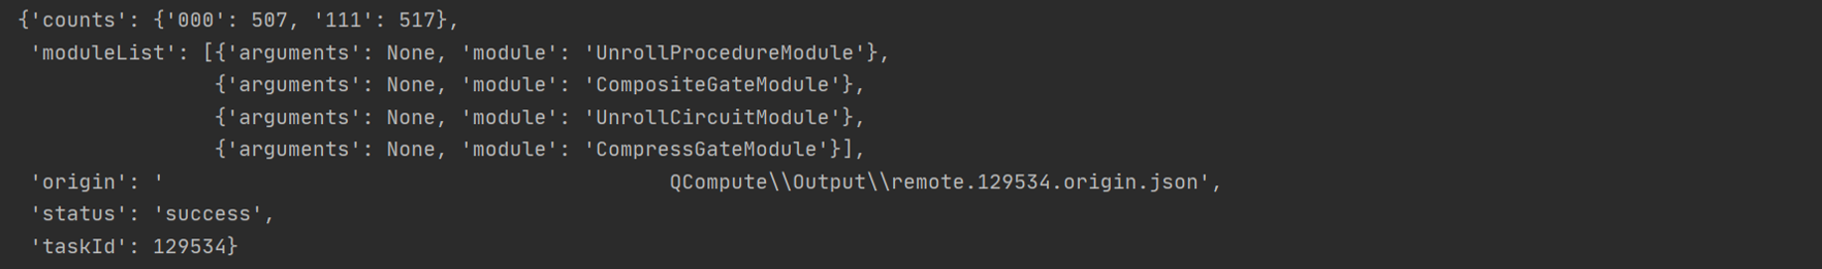 {'counts': {'000': 507, '111': 517},
 'moduleList': [{'arguments': None, 'module': 'UnrollProcedureModule'},
                {'arguments': None, 'module': 'CompositeGateModule'},
                {'arguments': None, 'module': 'UnrollCircuitModule'},
                {'arguments': None, 'module': 'CompressGateModule'}],
 'origin': '                                         QCompute\\Output\\remote.129534.origin.json',
 'status': 'success',
 'taskId': 129534}